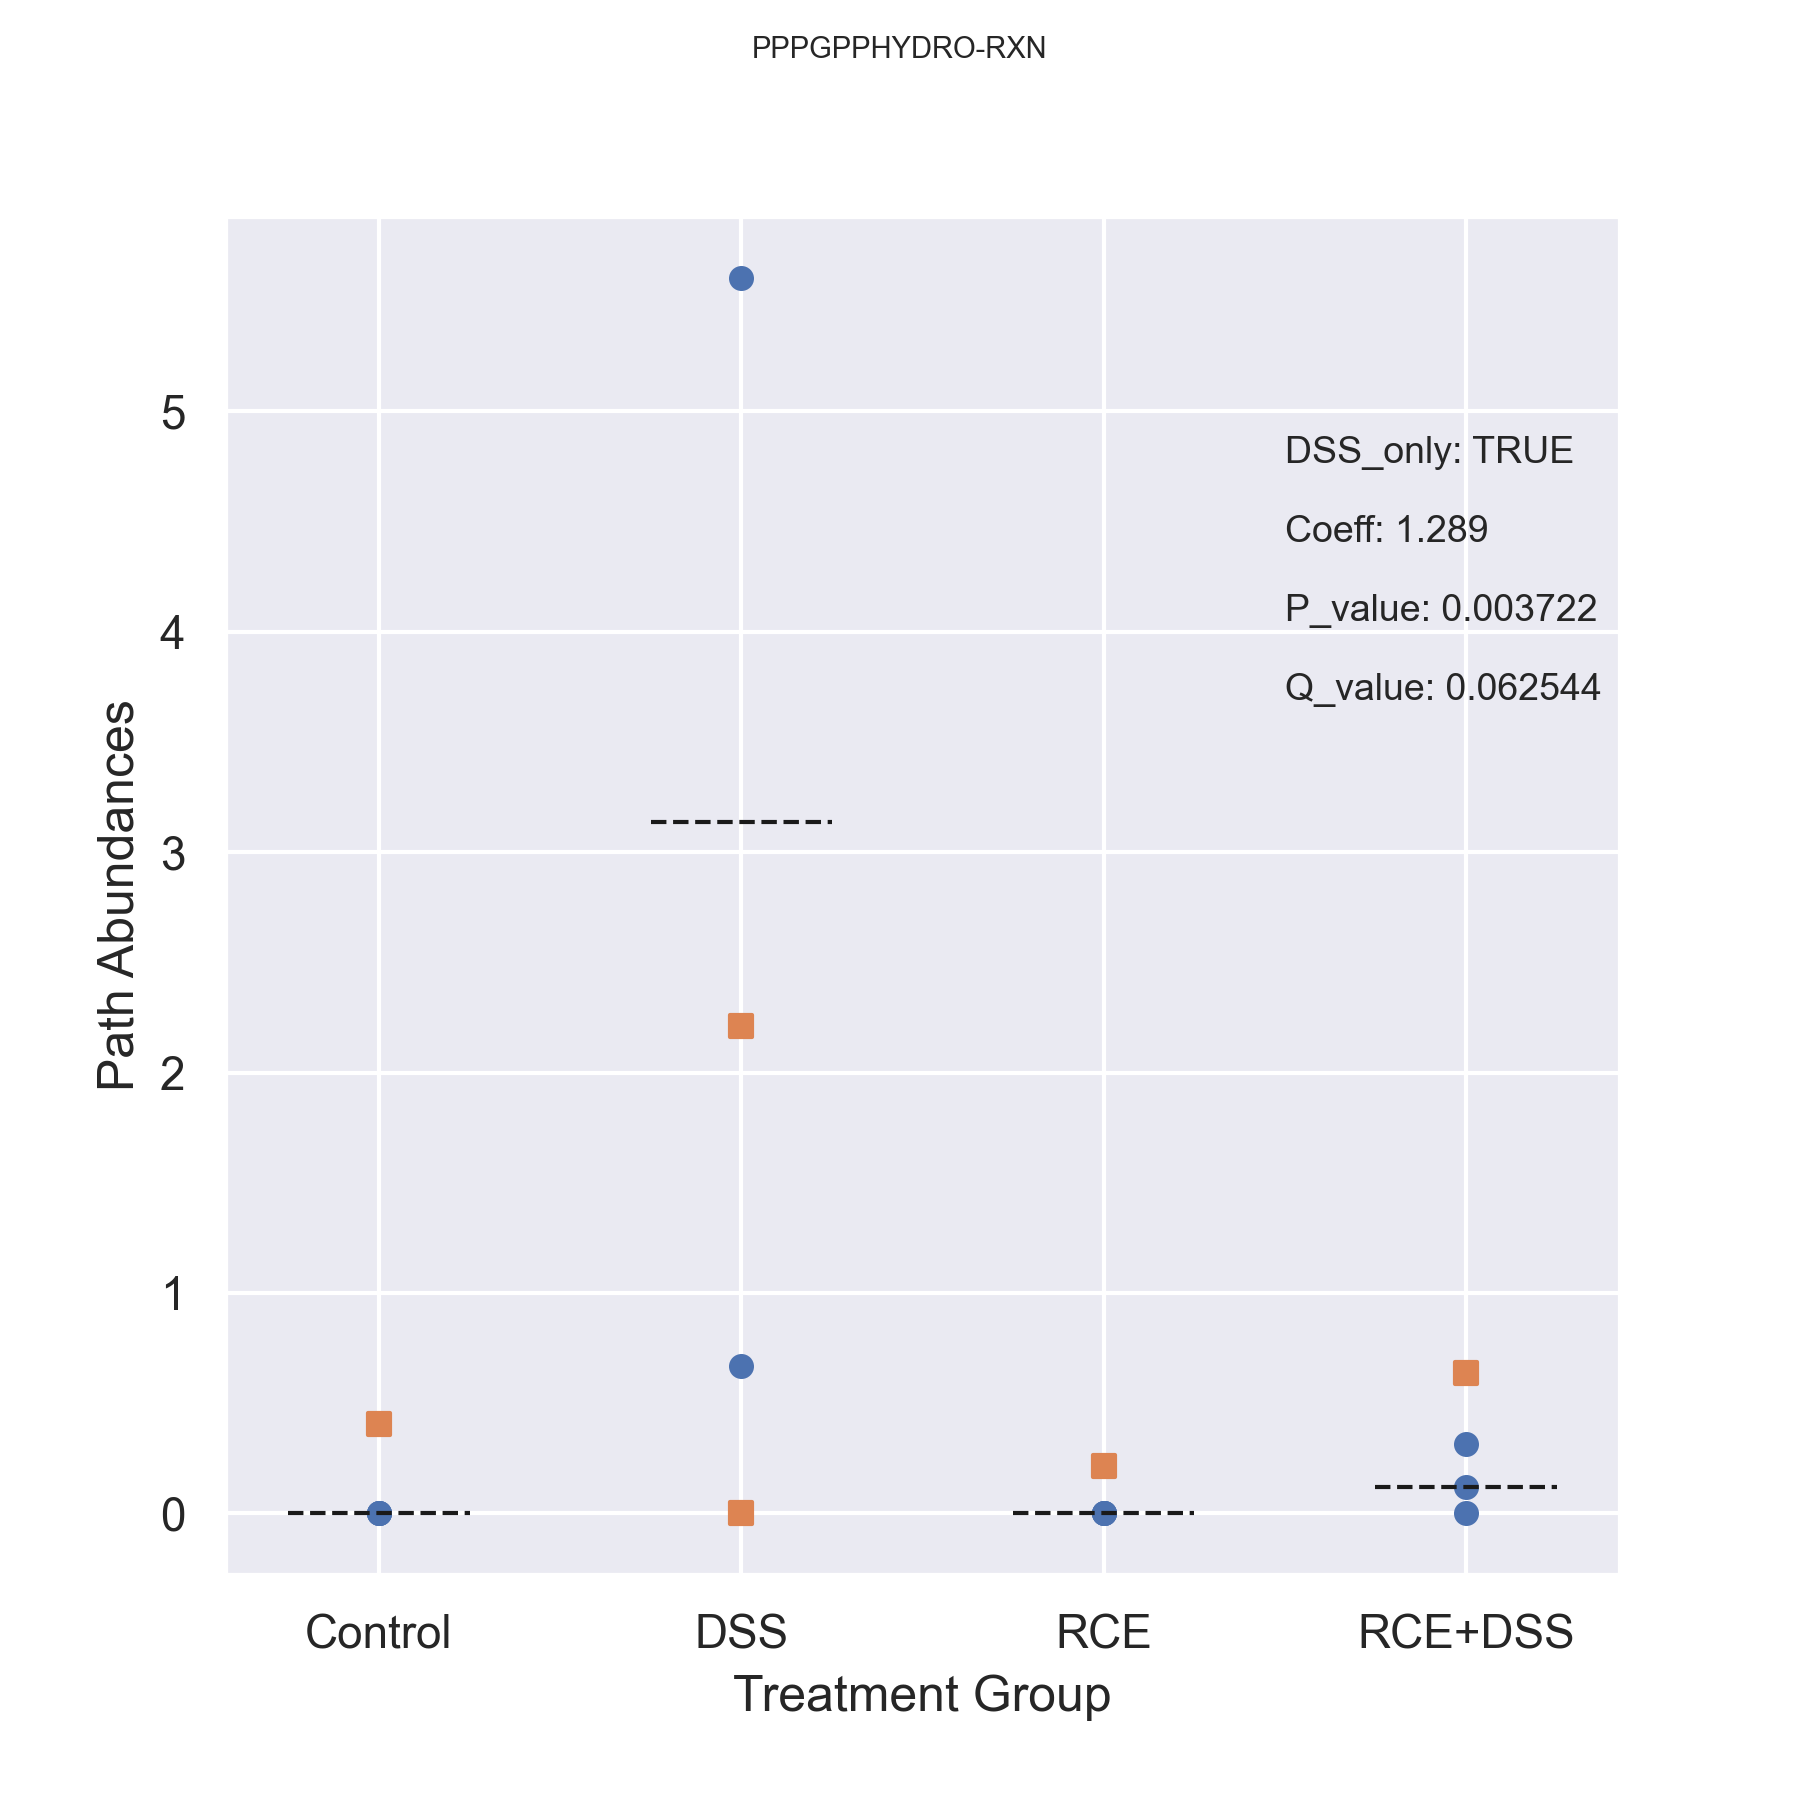 PPPGPPHYDRO-RXN
5
4
3
2
1
0
Path Abundances
DSS_only: TRUE
Coeff: 1.289
P_value: 0.003722
Q_value: 0.062544
Control
DSS
RCE
RCE+DSS
Treatment Group